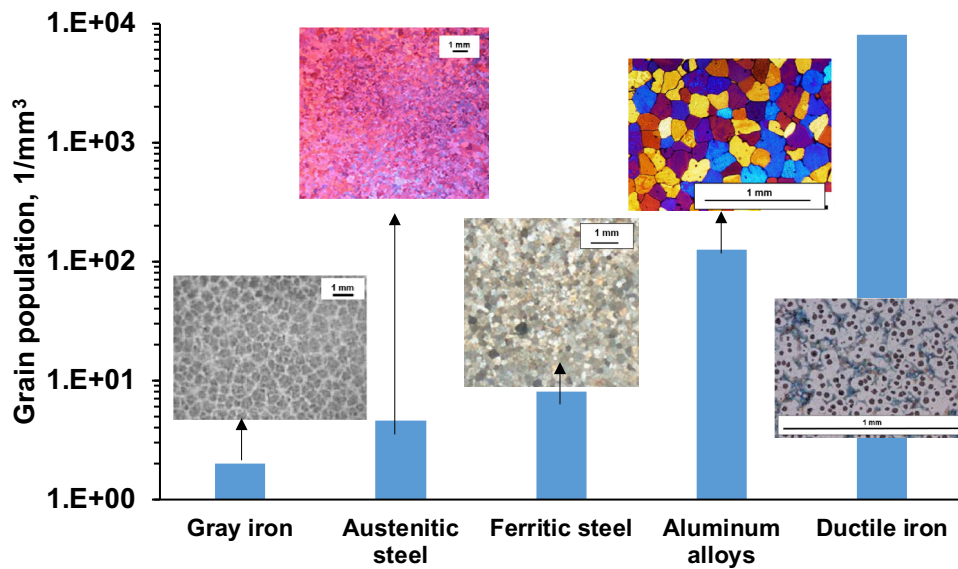 Grain population, 1/mm³
1.E+04
1.E+03
1.E+02
1.E+01
1.E+00
1 mm
1 mm
1 mm
1 mm
1 mm
Gray iron
Austenitic
steel
Ferritic steel
Aluminum
alloys
Ductile iron